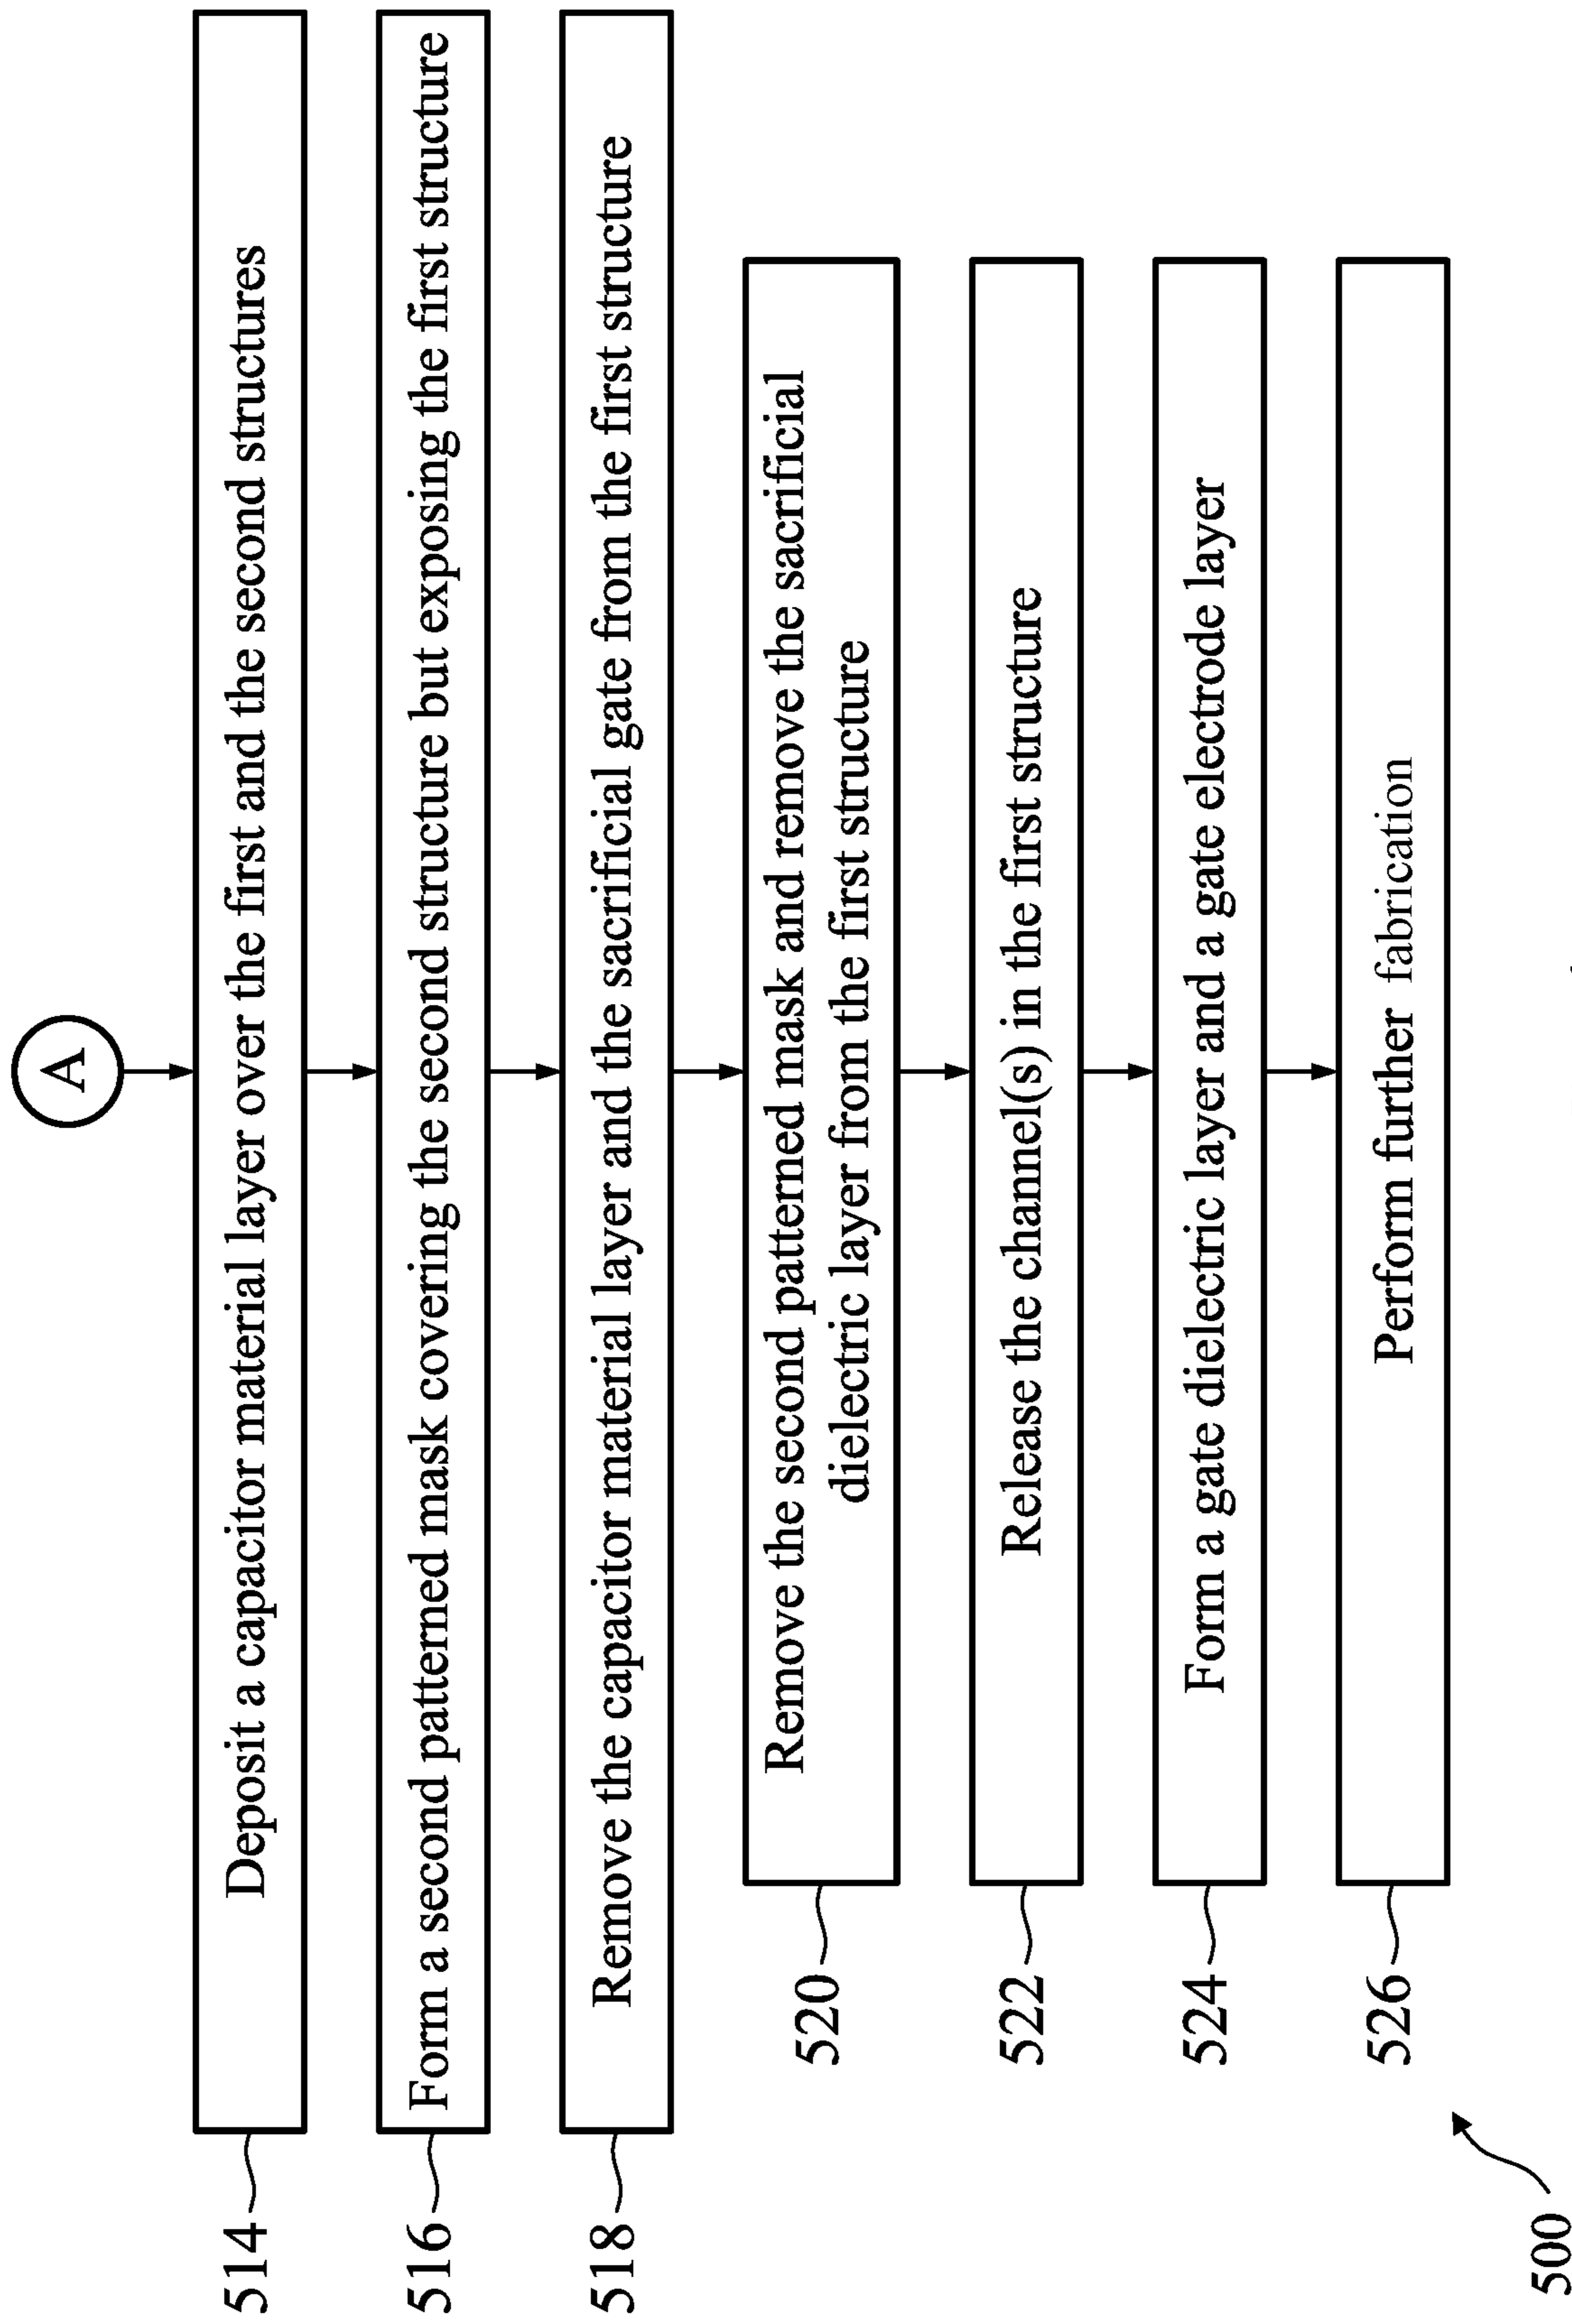 A
514
Deposit a capacitor material layer over the first and the second structures
516
Form a second patterned mask covering the second structure but exposing the first structure
518
Remove the capacitor material layer and the sacrificial gate from the first structure
520
Remove the second patterned mask and remove the sacrificial
dielectric layer from the first structure
522
Release the channel(s) in the first structure
524
Form a gate dielectric layer and a gate electrode layer
526
Perform further fabrication
500